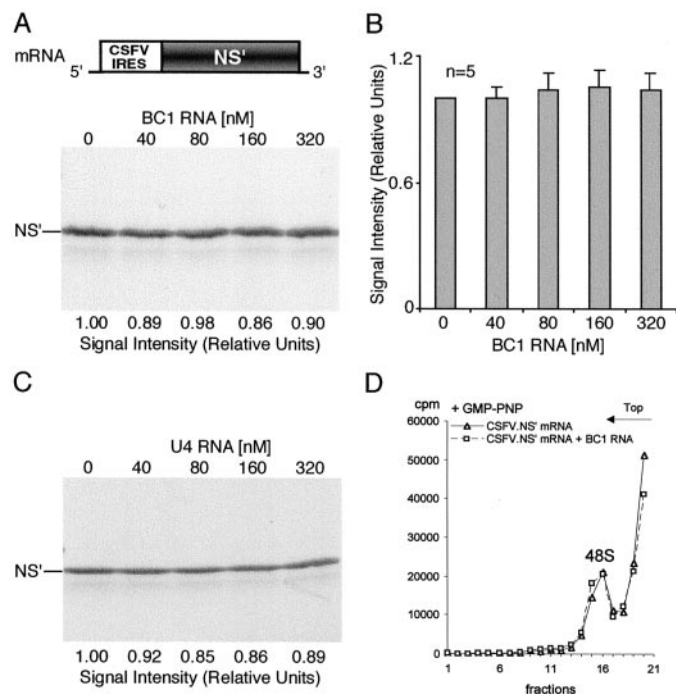 A
mRNA 5' CSFV IRES NS' 3'
BC1 RNA [nM]
0 40 80 160 320
NS'
1.00 0.89 0.98 0.86 0.90
Signal Intensity (Relative Units)
B
n=5
Signal Intensity (Relative Units)
1.2
0.6
0
0 40 80 160 320
BC1 RNA [nM]
C
U4 RNA [nM]
0 40 80 160 320
NS'
1.00 0.92 0.85 0.86 0.89
Signal Intensity (Relative Units)
D
cpm + GMP-PNP Top
CSFV.NS' mRNA
CSFV.NS' mRNA + BC1 RNA
60000
50000
40000
30000
20000
10000
0
48S
1 6 11 16 21
fractions